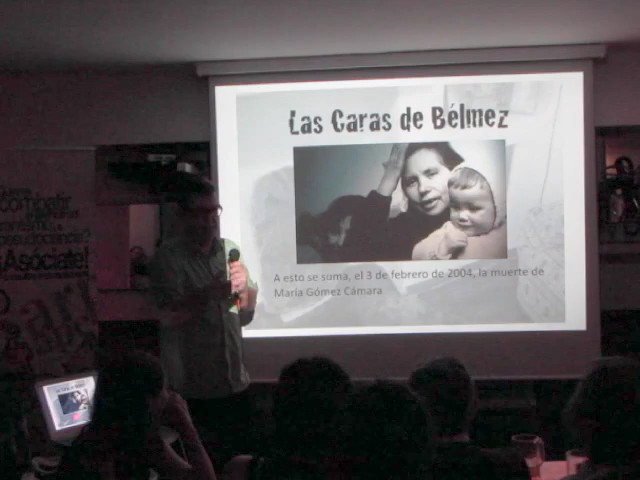 Las Caras de Bélmez
A esto se suma, el 3 de febrero de 2004, la muerte de
María Gómez Cámara
compartir
¡Asóciate!